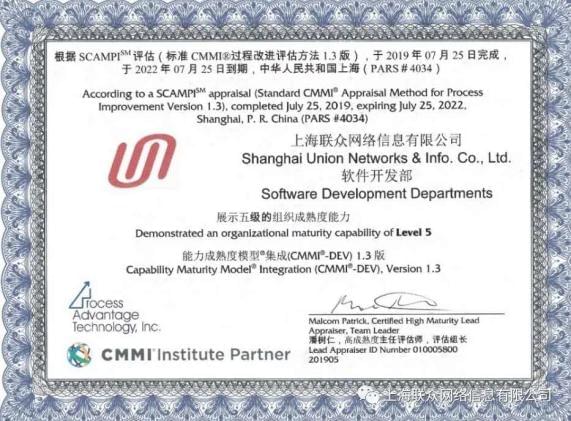 根据 SCAMPI℠ 评估（标准 CMMI®过程改进评估方法 1.3 版），于 2019 年 07 月 25 日完成，
于 2022 年 07 月 25 日到期，中华人民共和国上海（PARS #4034）
According to a SCAMPI℠ appraisal (Standard CMMI® Appraisal Method for Process
Improvement Version 1.3), completed July 25, 2019, expiring July 25, 2022,
Shanghai, P. R. China (PARS #4034)
上海联众网络信息有限公司
Shanghai Union Networks & Info. Co., Ltd.
软件开发部
Software Development Departments
展示五级的组织成熟度能力
Demonstrated an organizational maturity capability of Level 5
能力成熟度模型®集成(CMMI®-DEV) 1.3 版
Capability Maturity Model® Integration (CMMI®-DEV), Version 1.3
Process
Advantage
Technology, Inc.
Malcom Patrick, Certified High Maturity Lead
Appraiser, Team Leader
潘树仁，高成熟度主任评估师，评估组长
Lead Appraiser ID Number 010005800
201905
CMMI® Institute Partner
上海联众网络信息有限公司